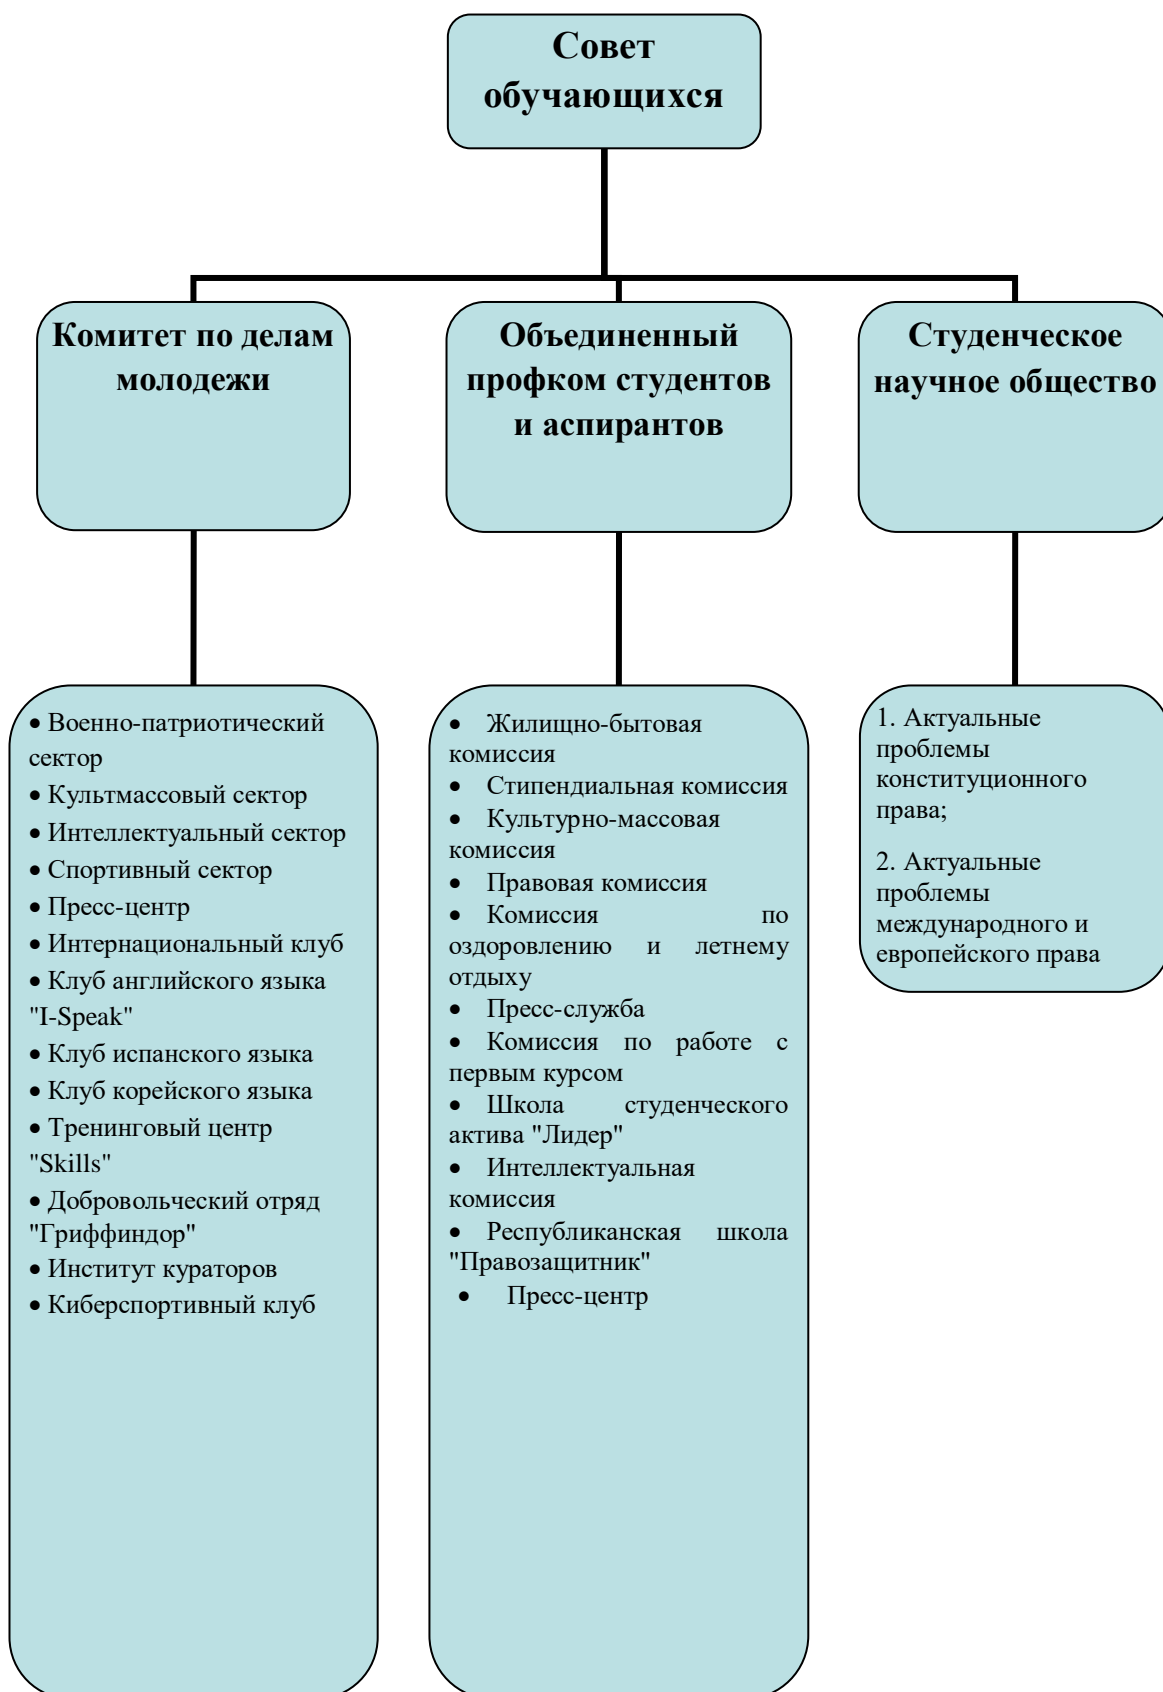 Совет
обучающихся
Комитет по делам
молодежи
Объединенный
профком студентов
и аспирантов
Студенческое
научное общество
• Военно-патриотический
сектор
• Культмассовый сектор
• Интеллектуальный сектор
• Спортивный сектор
• Пресс-центр
• Интернациональный клуб
• Клуб английского языка
"I-Speak"
• Клуб испанского языка
• Клуб корейского языка
• Тренинговый центр
"Skills"
• Добровольческий отряд
"Гриффиндор"
• Институт кураторов
• Киберспортивный клуб
• Жилищно-бытовая
комиссия
• Стипендиальная комиссия
• Культурно-массовая
комиссия
• Правовая комиссия
• Комиссия по
оздоровлению и летнему
отдыху
• Пресс-служба
• Комиссия по работе с
первым курсом
• Школа студенческого
актива "Лидер"
• Интеллектуальная
комиссия
• Республиканская школа
"Правозащитник"
• Пресс-центр
1. Актуальные
проблемы
конституционного
права;
2. Актуальные
проблемы
международного и
европейского права